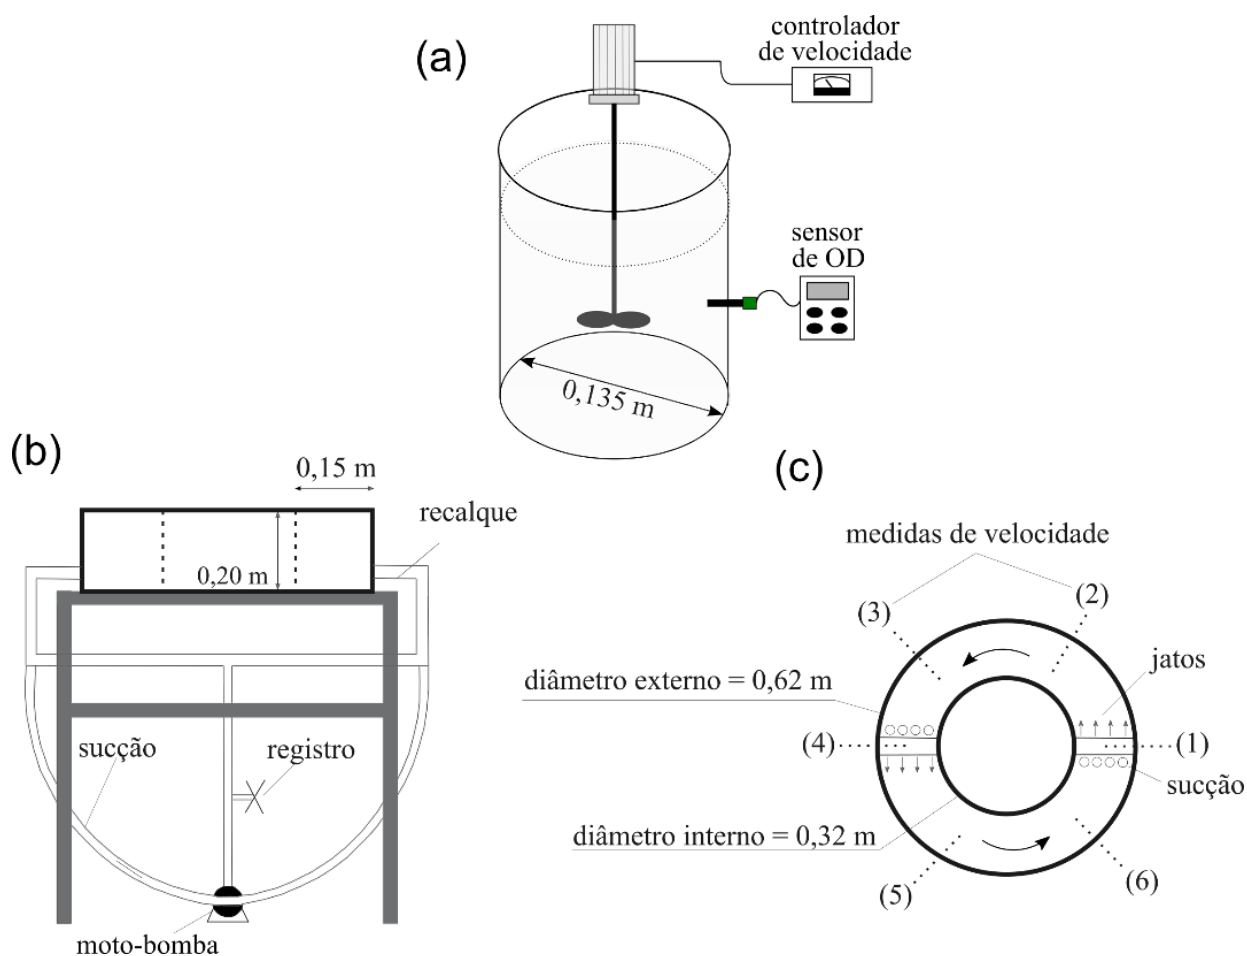 (a)
controlador
de velocidade
sensor
de OD
0,135 m
(b)
0,15 m
recalque
0,20 m
sucção
registro
moto-bomba
(c)
medidas de velocidade
(3)
(2)
jatos
diâmetro externo = 0,62 m
(4)
(1)
sucção
diâmetro interno = 0,32 m
(5)
(6)